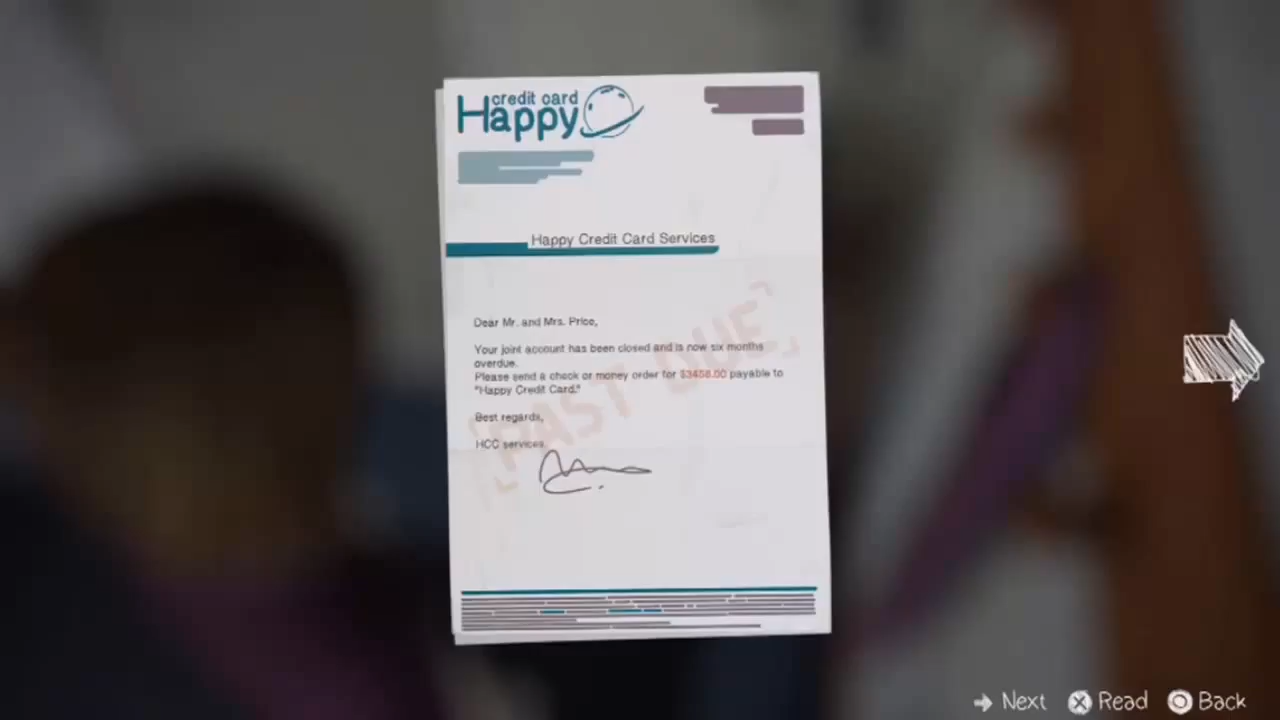 credit card
Happy
Happy Credit Card Services
Dear Mr. and Mrs. Price,
Your joint account has been closed and is now six months
overdue.
Please send a check or money order for $3458.00 payable to
"Happy Credit Card."
PAST DUE
Best regards,
HCC services.
Next Read Back